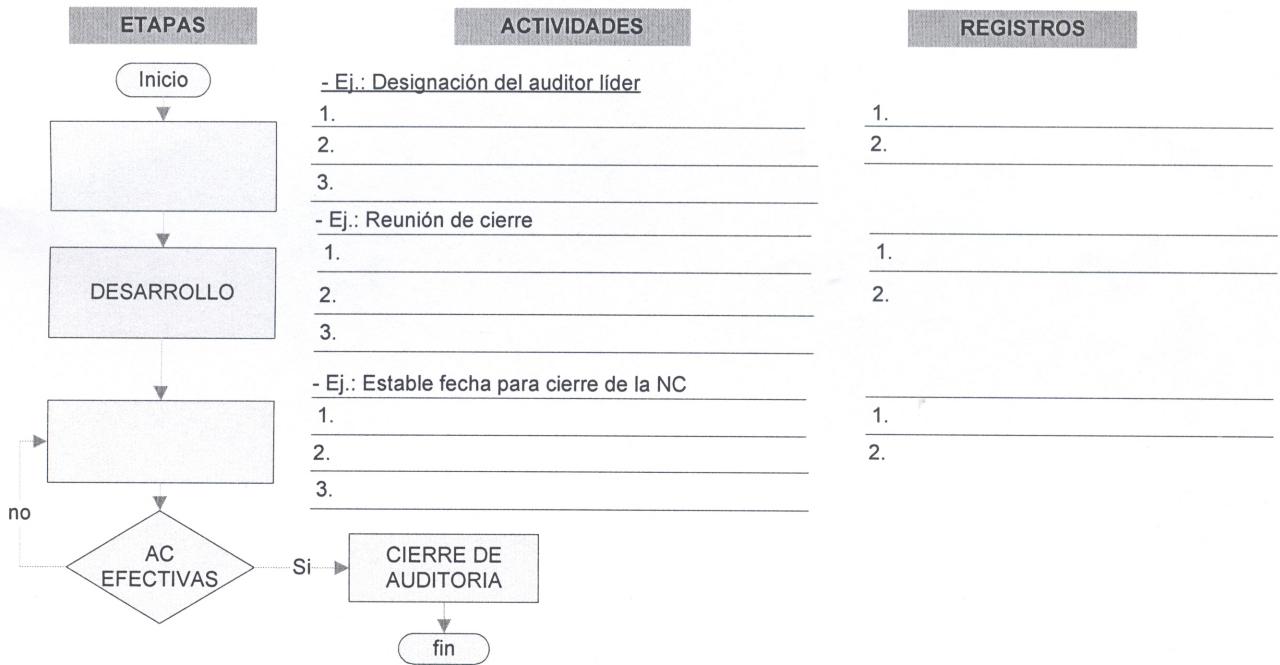 ETAPAS
ACTIVIDADES
REGISTROS
Inicio
- Ej.: Designación del auditor líder
1.
2.
3.
1.
2.
- Ej.: Reunión de cierre
DESARROLLO
1.
2.
3.
1.
2.
- Ej.: Estable fecha para cierre de la NC
1.
2.
3.
1.
2.
no
AC
EFECTIVAS
Si
CIERRE DE
AUDITORIA
fin